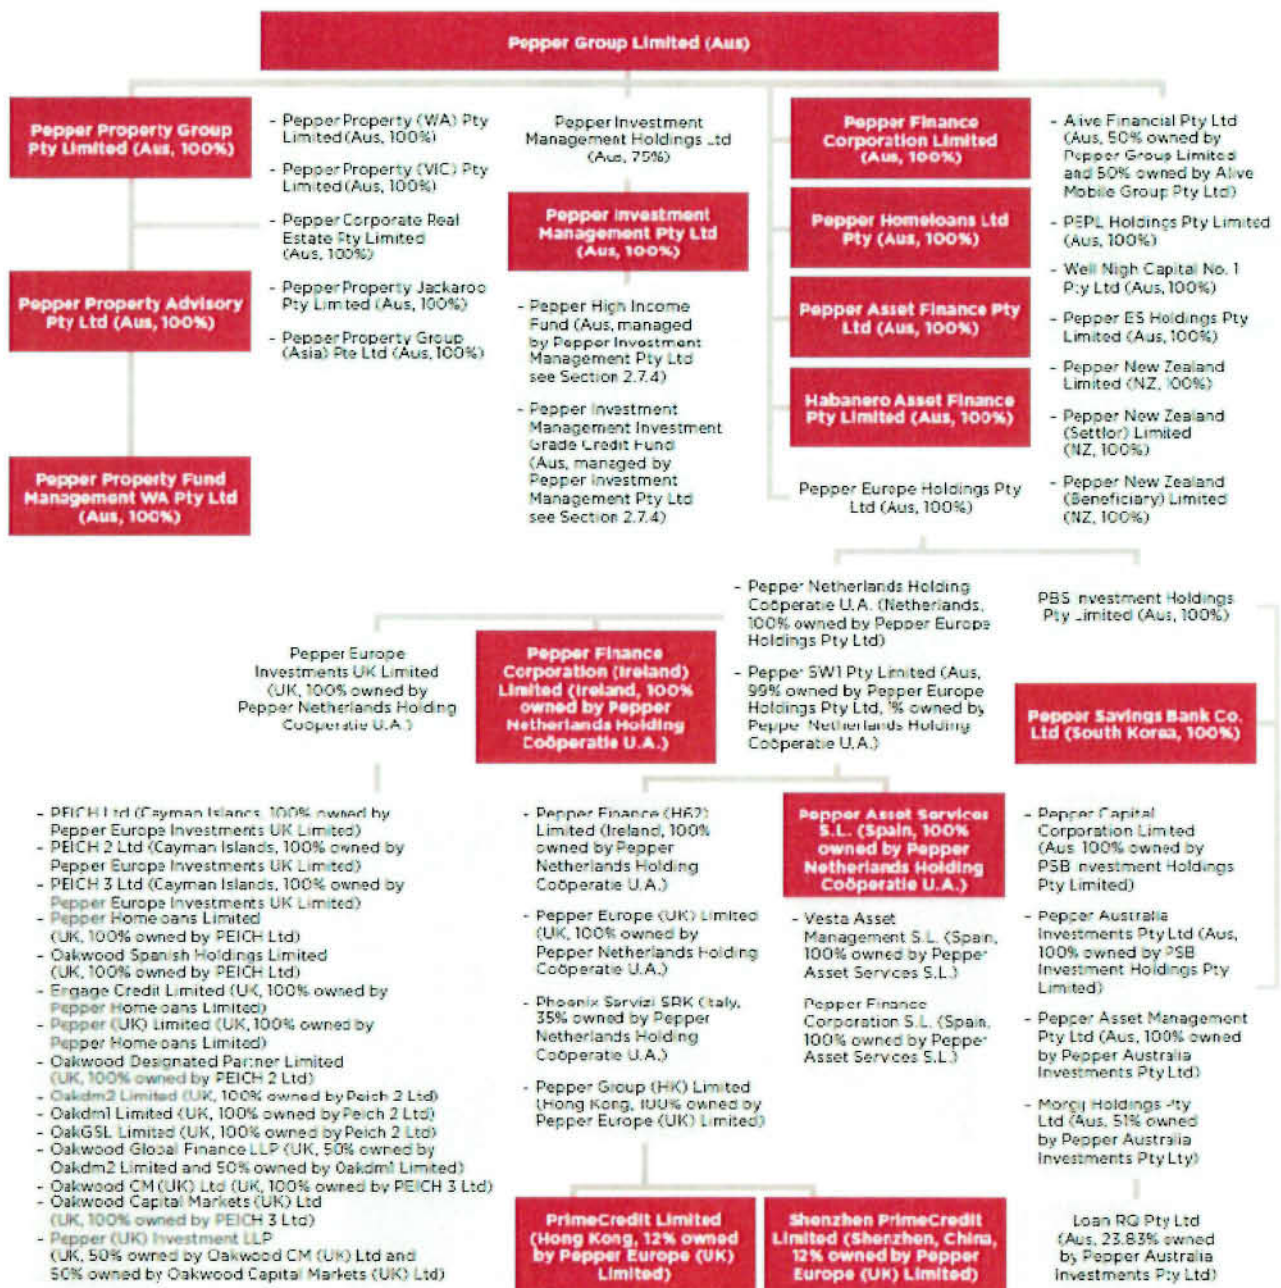 Pepper Group Limited (Aus)
Pepper Property Group
Pty Limited (Aus, 100%)
Pepper Property Advisory
Pty Ltd (Aus, 100%)
Pepper Property Fund
Management WA Pty Ltd
(Aus, 100%)
- Pepper Property (WA) Pty
Limited (Aus, 100%)
- Pepper Property (VIC) Pty
Limited (Aus, 100%)
- Pepper Corporate Real
Estate Pty Limited
(Aus, 100%)
- Pepper Property Jackaroo
Pty Limited (Aus, 100%)
- Pepper Property Group
(Asia) Pte Ltd (Aus, 100%)
Pepper Investment
Management Holdings Ltd
(Aus, 75%)
Pepper Investment
Management Pty Ltd
(Aus, 100%)
- Pepper High Income
Fund (Aus, managed
by Pepper Investment
Management Pty Ltd
see Section 2.7.4)
- Pepper Investment
Management Investment
Grade Credit Fund
(Aus, managed by
Pepper Investment
Management Pty Ltd
see Section 2.7.4)
Pepper Finance
Corporation Limited
(Aus, 100%)
Pepper Homeloans Ltd
Pty (Aus, 100%)
Pepper Asset Finance Pty
Ltd (Aus, 100%)
Habanero Asset Finance
Pty Limited (Aus, 100%)
Pepper Europe Holdings Pty
Ltd (Aus, 100%)
- Alive Financial Pty Ltd
(Aus, 50% owned by
Pepper Group Limited
and 50% owned by Alive
Mobile Group Pty Ltd)
- PEPL Holdings Pty Limited
(Aus, 100%)
- Well Nigh Capital No. 1
Pty Ltd (Aus, 100%)
- Pepper ES Holdings Pty
Limited (Aus, 100%)
- Pepper New Zealand
Limited (NZ, 100%)
- Pepper New Zealand
(Settlor) Limited
(NZ, 100%)
- Pepper New Zealand
(Beneficiary) Limited
(NZ, 100%)
Pepper Europe
Investments UK Limited
(UK, 100% owned by
Pepper Netherlands Holding
Coöperatie U.A.)
Pepper Finance
Corporation (Ireland)
Limited (Ireland, 100%
owned by Pepper
Netherlands Holding
Coöperatie U.A.)
- Pepper Netherlands Holding
Coöperatie U.A. (Netherlands,
100% owned by Pepper Europe
Holdings Pty Ltd)
- Pepper SW1 Pty Limited (Aus,
99% owned by Pepper Europe
Holdings Pty Ltd, 1% owned by
Pepper Netherlands Holding
Coöperatie U.A.)
PBS Investment Holdings
Pty Limited (Aus, 100%)
Pepper Savings Bank Co.
Ltd (South Korea, 100%)
- PEICH Ltd (Cayman Islands, 100% owned by
Pepper Europe Investments UK Limited)
- PEICH 2 Ltd (Cayman Islands, 100% owned by
Pepper Europe Investments UK Limited)
- PEICH 3 Ltd (Cayman Islands, 100% owned by
Pepper Europe Investments UK Limited)
- Pepper Homeloans Limited
(UK, 100% owned by PEICH Ltd)
- Oakwood Spanish Holdings Limited
(UK, 100% owned by PEICH Ltd)
- Engage Credit Limited (UK, 100% owned by
Pepper Homeloans Limited)
- Pepper (UK) Limited (UK, 100% owned by
Pepper Homeloans Limited)
- Oakwood Designated Partner Limited
(UK, 100% owned by PEICH 2 Ltd)
- Oakdm2 Limited (UK, 100% owned by Peich 2 Ltd)
- Oakdm1 Limited (UK, 100% owned by Peich 2 Ltd)
- OakGSL Limited (UK, 100% owned by Peich 2 Ltd)
- Oakwood Global Finance LLP (UK, 50% owned by
Oakdm2 Limited and 50% owned by Oakdm1 Limited)
- Oakwood CM (UK) Ltd (UK, 100% owned by PEICH 3 Ltd)
- Oakwood Capital Markets (UK) Ltd
(UK, 100% owned by PEICH 3 Ltd)
- Pepper (UK) Investment LLP
(UK, 50% owned by Oakwood CM (UK) Ltd and
50% owned by Oakwood Capital Markets (UK) Ltd)
- Pepper Finance (H62)
Limited (Ireland, 100%
owned by Pepper
Netherlands Holding
Coöperatie U.A.)
- Pepper Europe (UK) Limited
(UK, 100% owned by
Pepper Netherlands Holding
Coöperatie U.A.)
- Phoenix Servizi SRK (Italy,
35% owned by Pepper
Netherlands Holding
Coöperatie U.A.)
- Pepper Group (HK) Limited
(Hong Kong, 100% owned by
Pepper Europe (UK) Limited)
Pepper Asset Services
S.L. (Spain, 100%
owned by Pepper
Netherlands Holding
Coöperatie U.A.)
- Vesta Asset
Management S.L. (Spain,
100% owned by Pepper
Asset Services S.L.)
Pepper Finance
Corporation S.L. (Spain,
100% owned by Pepper
Asset Services S.L.)
- Pepper Capital
Corporation Limited
(Aus 100% owned by
PSB Investment Holdings
Pty Limited)
- Pepper Australia
Investments Pty Ltd (Aus,
100% owned by PSB
Investment Holdings Pty
Limited)
- Pepper Asset Management
Pty Ltd (Aus, 100% owned
by Pepper Australia
Investments Pty Ltd)
- Morgij Holdings Pty
Ltd (Aus, 51% owned
by Pepper Australia
Investments Pty Lty)
Loan RQ Pty Ltd
(Aus, 23.83% owned
by Pepper Australia
Investments Pty Ltd)
PrimeCredit Limited
(Hong Kong, 12% owned
by Pepper Europe (UK)
Limited)
Shenzhen PrimeCredit
Limited (Shenzhen, China,
12% owned by Pepper
Europe (UK) Limited)